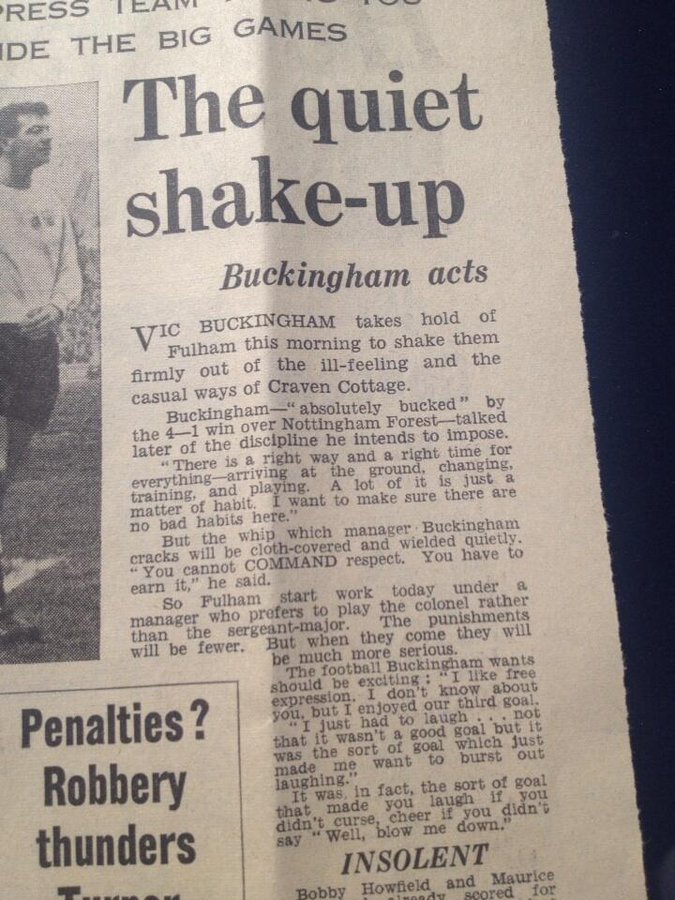 PRESS TEAM
THE BIG GAMES
The quiet
shake-up
Buckingham acts
VIC BUCKINGHAM takes hold of
Fulham this morning to shake them
firmly out of the ill-feeling and the
casual ways of Craven Cottage.
Buckingham—“absolutely bucked” by
the 4—1 win over Nottingham Forest—talked
later of the discipline he intends to impose.
“There is a right way and a right time for
everything—arriving at the ground, changing,
training, and playing. A lot of it is just a
matter of habit. I want to make sure there are
no bad habits here.”
But the whip which manager Buckingham
cracks will be cloth-covered and wielded quietly.
“You cannot COMMAND respect. You have to
earn it,” he said.
So Fulham start work today under a
manager who prefers to play the colonel rather
than the sergeant-major. The punishments
will be fewer. But when they come they will
be much more serious.
The football Buckingham wants
should be exciting: “I like free
expression. I don't know about
you, but I enjoyed our third goal.
“I just had to laugh . . . not
that it wasn't a good goal but it
was the sort of goal which just
made me want to burst out
laughing.”
It was, in fact, the sort of goal
that made you laugh if you
didn't curse, cheer if you didn't
say “Well, blow me down.”
INSOLENT
Bobby Howfield and Maurice
scored for
Penalties?
Robbery
thunders